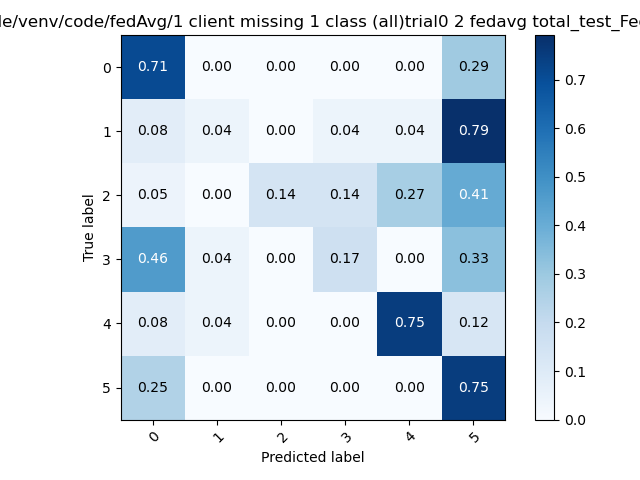 le/venv/code/fedAvg/1 client missing 1 class (all)trial0 2 fedavg total_test_Fe
True label
0 0.71 0.00 0.00 0.00 0.00 0.29
1 0.08 0.04 0.00 0.04 0.04 0.79
2 0.05 0.00 0.14 0.14 0.27 0.41
3 0.46 0.04 0.00 0.17 0.00 0.33
4 0.08 0.04 0.00 0.00 0.75 0.12
5 0.25 0.00 0.00 0.00 0.00 0.75
0 1 2 3 4 5
Predicted label
0.7
0.6
0.5
0.4
0.3
0.2
0.1
0.0